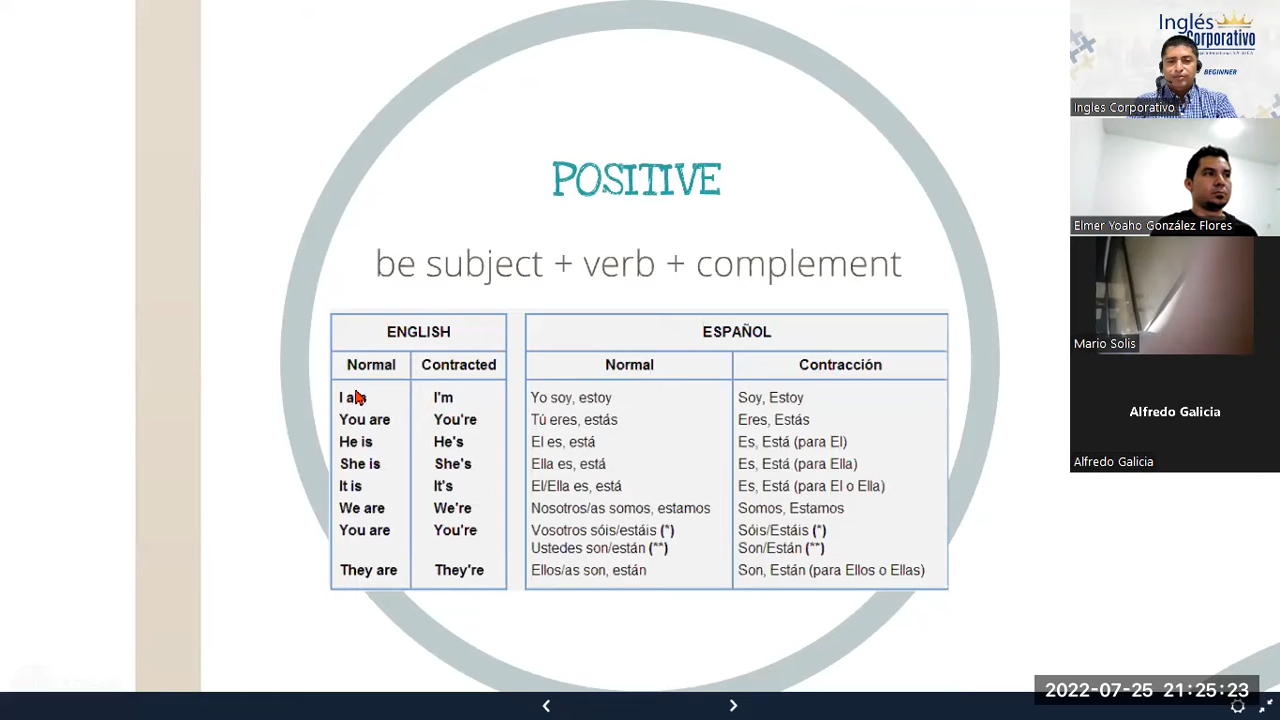 POSITIVE
be subject + verb + complement
ENGLISH
ESPAÑOL
Normal Contracted Normal Contracción
I am I'm Yo soy, estoy Soy, Estoy
You are You're Tú eres, estás Eres, Estás
He is He's El es, está Es, Está (para El)
She is She's Ella es, está Es, Está (para Ella)
It is It's El/Ella es, está Es, Está (para El o Ella)
We are We're Nosotros/as somos, estamos Somos, Estamos
You are You're Vosotros sóis/estáis (*) Sóis/Estáis (*)
Ustedes son/están (**) Son/Están (**)
They are They're Ellos/as son, están Son, Están (para Ellos o Ellas)
Inglés
Corporativo
BEGINNER
Ingles Corporativo
Elmer Yoaho González Flores
Mario Solis
Alfredo Galicia
Alfredo Galicia
2022-07-25 21:25:23